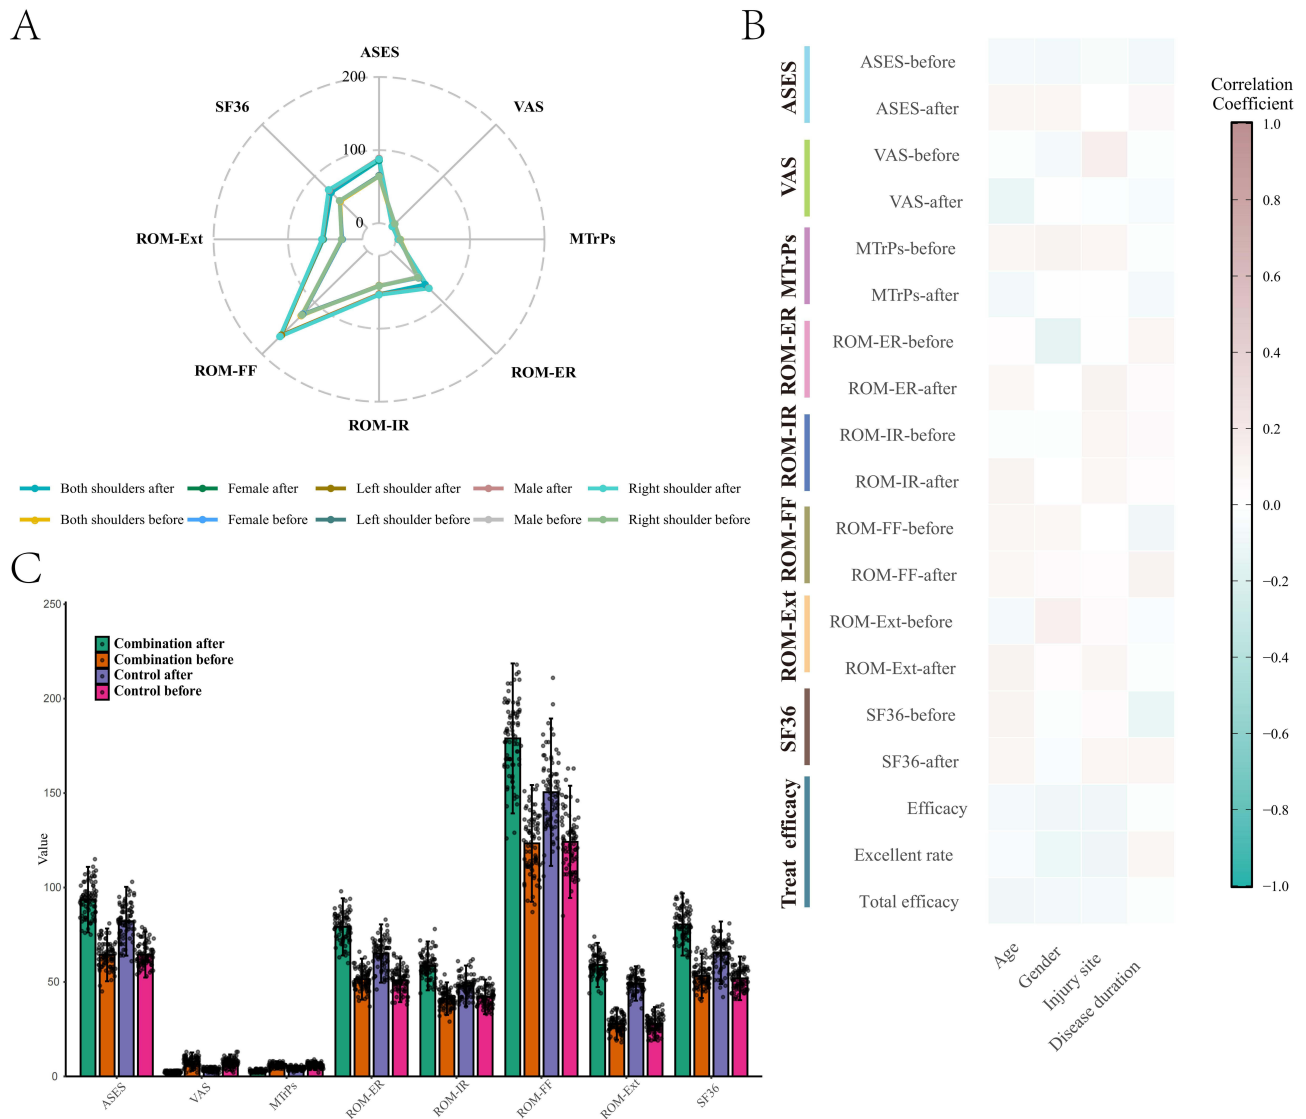 A
ASES
200
SF36
VAS
100
0
ROM-Ext
MTrPs
ROM-FF
ROM-ER
ROM-IR
Both shoulders after
Female after
Left shoulder after
Male after
Right shoulder after
Both shoulders before
Female before
Left shoulder before
Male before
Right shoulder before
B
ASES
VAS
MTrPs
ROM-ER
ROM-IR
ROM-FF
ROM-Ext
SF36
Treat efficacy
ASES-before
ASES-after
VAS-before
VAS-after
MTrPs-before
MTrPs-after
ROM-ER-before
ROM-ER-after
ROM-IR-before
ROM-IR-after
ROM-FF-before
ROM-FF-after
ROM-Ext-before
ROM-Ext-after
SF36-before
SF36-after
Efficacy
Excellent rate
Total efficacy
Age
Gender
Injury site
Disease duration
Correlation
Coefficient
1.0
0.8
0.6
0.4
0.2
0.0
−0.2
−0.4
−0.6
−0.8
−1.0
C
250
200
150
100
50
0
Value
Combination after
Combination before
Control after
Control before
ASES
VAS
MTrPs
ROM-ER
ROM-IR
ROM-FF
ROM-Ext
SF36